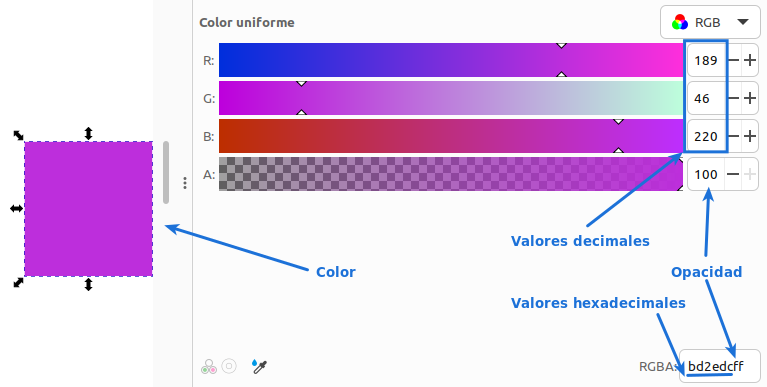 Color uniforme
RGB
R: 189
G: 46
B: 220
A: 100
Valores decimales
Color
Opacidad
Valores hexadecimales
RGBA: bd2edcff